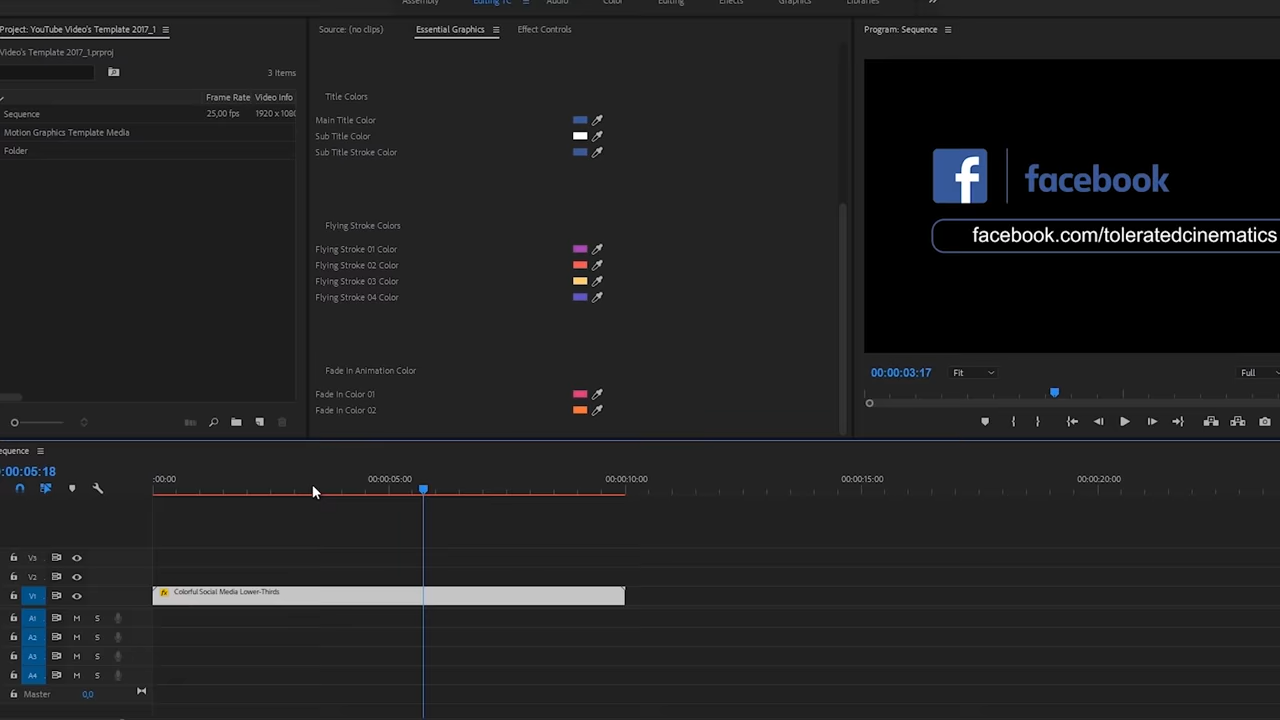 Assembly Editing TC Audio Color Editing Effects Graphics Libraries
Project: YouTube Video's Template 2017_1
Source: (no clips) Essential Graphics Effect Controls
Program: Sequence
Video's Template 2017_1.prproj
3 Items
Frame Rate Video Info
Sequence 25,00 fps 1920 x 1080
Motion Graphics Template Media
Folder
Title Colors
Main Title Color
Sub Title Color
Sub Title Stroke Color
Flying Stroke Colors
Flying Stroke 01 Color
Flying Stroke 02 Color
Flying Stroke 03 Color
Flying Stroke 04 Color
Fade in Animation Color
Fade in Color 01
Fade in Color 02
f facebook
facebook.com/toleratedcinematics
00:00:03:17 Fit Full
equence
0:00:05:18
:00:00 00:00:05:00 00:00:10:00 00:00:15:00 00:00:20:00
V3
V2
V1 fx Colorful Social Media Lower-Thirds
A1 M S
A2 M S
A3 M S
A4 M S
Master 0,0